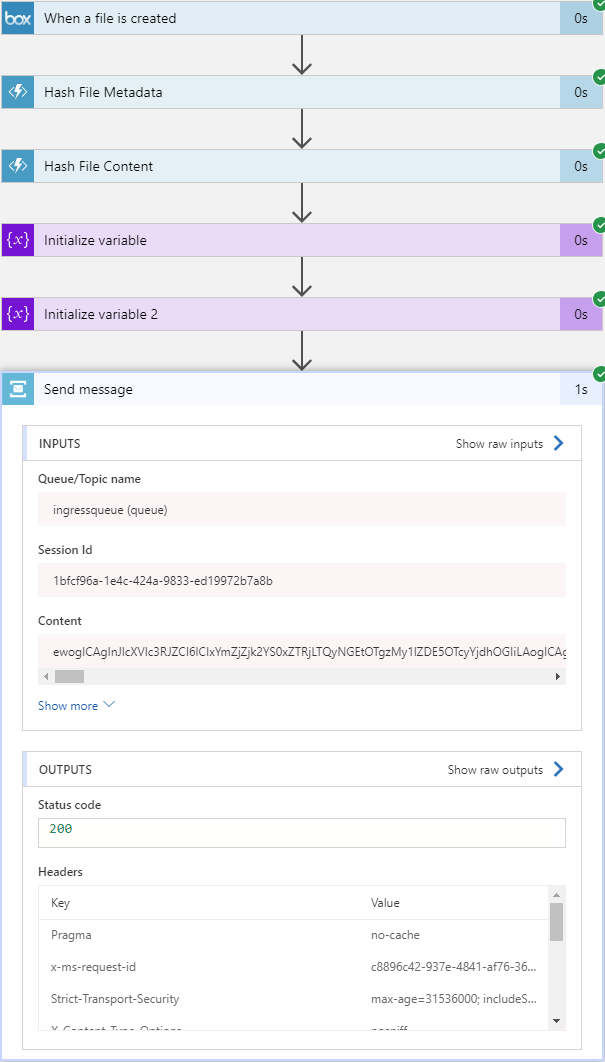 box When a file is created 0s
Hash File Metadata 0s
Hash File Content 0s
{x} Initialize variable 0s
{x} Initialize variable 2 0s
Send message 1s
INPUTS Show raw inputs
Queue/Topic name
ingressqueue (queue)
Session Id
1bfcf96a-1e4c-424a-9833-ed19972b7a8b
Content
Show more
OUTPUTS Show raw outputs
Status code
200
Headers
Key Value
Pragma no-cache
x-ms-request-id c8896c42-937e-4841-af76-36...
Strict-Transport-Security max-age=31536000; includeS...
X-Content-Type-Options nosniff